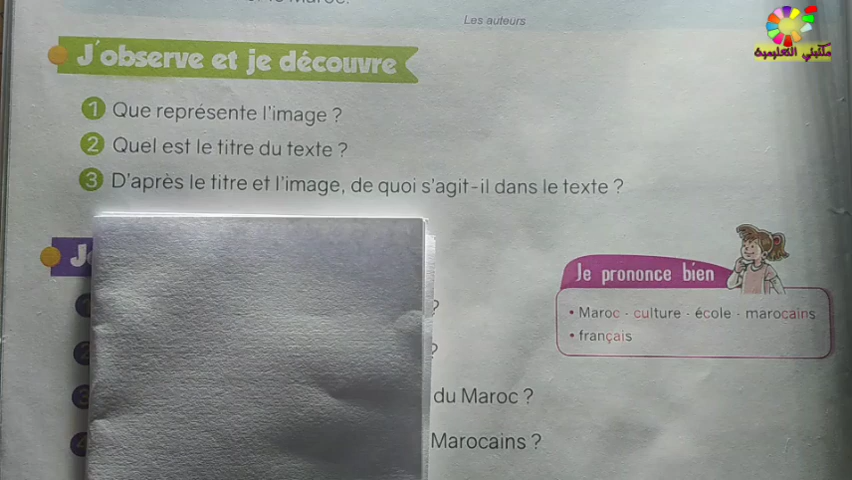 Les auteurs
مكتبتي التعليمية
J'observe et je découvre
1 Que représente l'image ?
2 Quel est le titre du texte ?
3 D'après le titre et l'image, de quoi s'agit-il dans le texte ?
Je prononce bien
• Maroc · culture · école · marocains
• français
?
?
du Maroc ?
Marocains ?